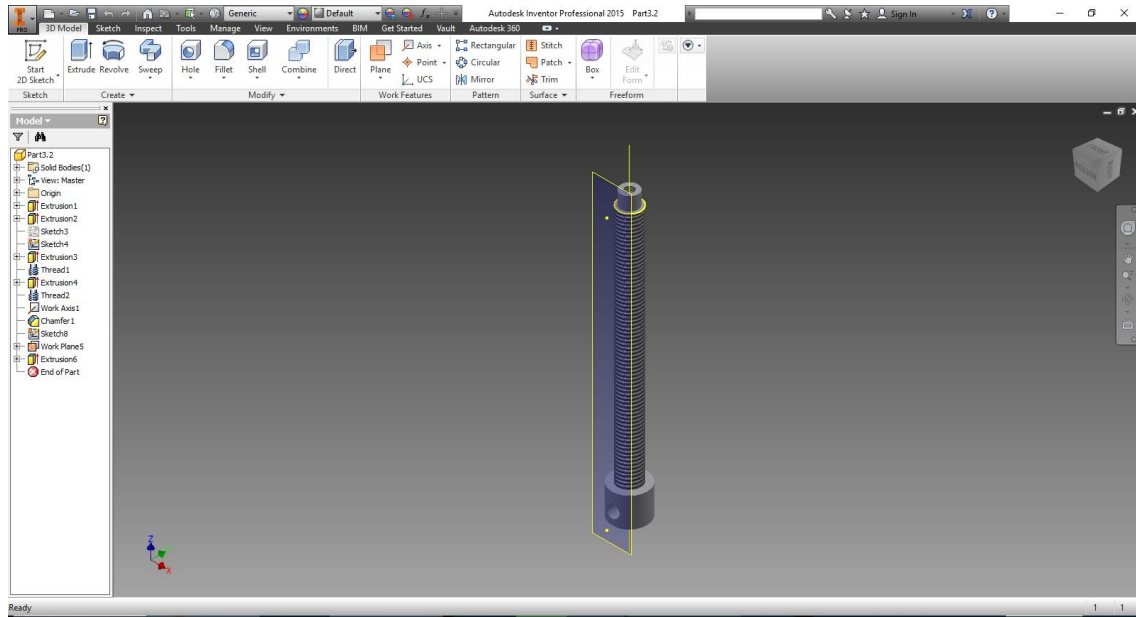 Generic Default Autodesk Inventor Professional 2015 Part3.2 Sign In
PRO 3D Model Sketch Inspect Tools Manage View Environments BIM Get Started Vault Autodesk 360
Start
2D Sketch
Extrude Revolve Sweep Hole Fillet Shell Combine Direct Plane Box
Axis
Point
UCS
Rectangular
Circular
Mirror
Stitch
Patch
Trim
Edit
Form
Sketch Create Modify Work Features Pattern Surface Freeform
Model
Part3.2
Solid Bodies(1)
View: Master
Origin
Extrusion1
Extrusion2
Sketch3
Sketch4
Extrusion3
Thread1
Extrusion4
Thread2
Work Axis1
Chamfer1
Sketch8
Work Plane5
Extrusion6
End of Part
FRONT
BOTTOM
Z
X
Ready 1 1